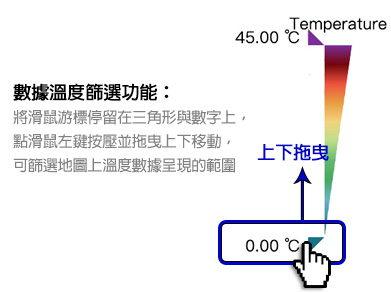 Temperature
45.00 ℃
數據溫度篩選功能：
將滑鼠游標停留在三角形與數字上，
點滑鼠左鍵按壓並拖曳上下移動，
可篩選地圖上溫度數據呈現的範圍
上下拖曳
0.00 ℃